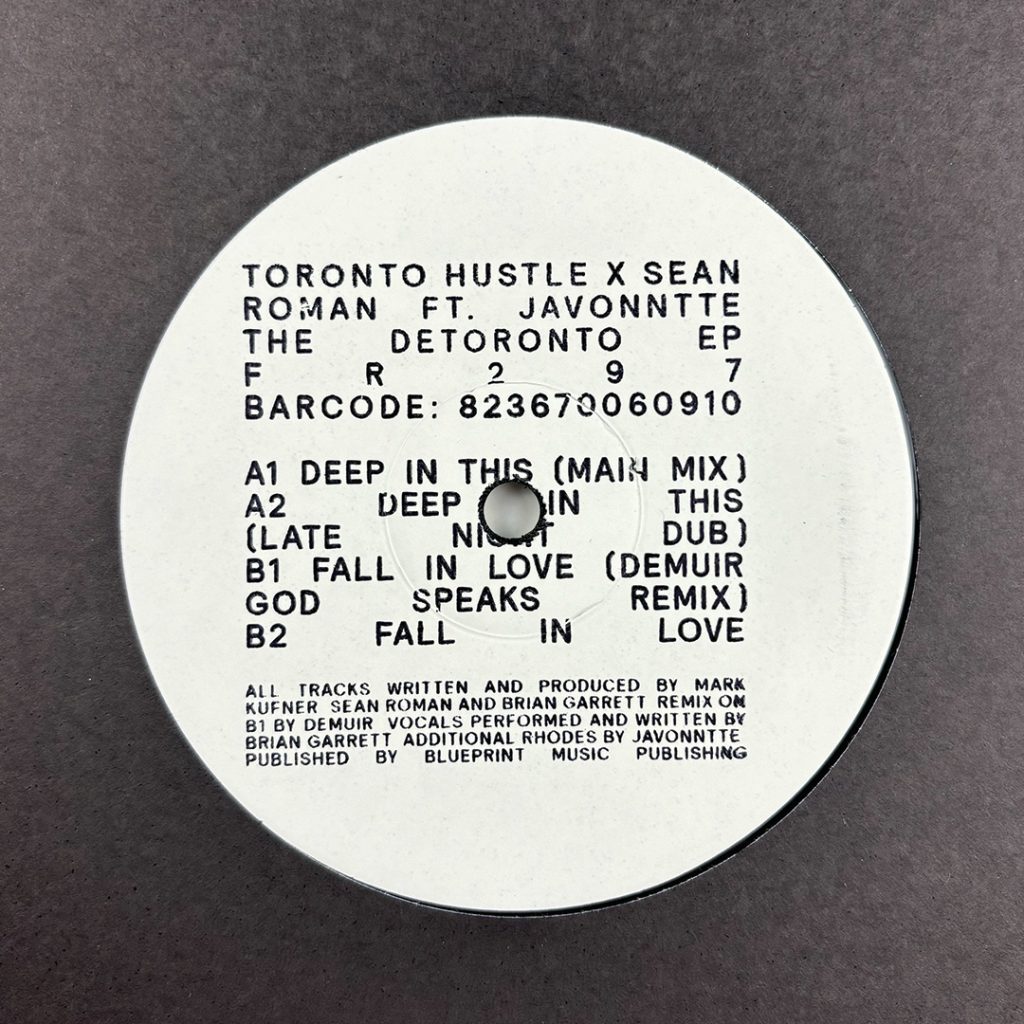 TORONTO HUSTLE X SEAN
ROMAN FT. JAVONNTTE
THE DETORONTO EP
F R 2 9 7
BARCODE: 823670060910
A1 DEEP IN THIS (MAIN MIX)
A2 DEEP IN THIS
(LATE NIGHT DUB)
B1 FALL IN LOVE (DEMUIR
GOD SPEAKS REMIX)
B2 FALL IN LOVE
ALL TRACKS WRITTEN AND PRODUCED BY MARK
KUFNER SEAN ROMAN AND BRIAN GARRETT REMIX ON
B1 BY DEMUIR VOCALS PERFORMED AND WRITTEN BY
BRIAN GARRETT ADDITIONAL RHODES BY JAVONNTTE
PUBLISHED BY BLUEPRINT MUSIC PUBLISHING